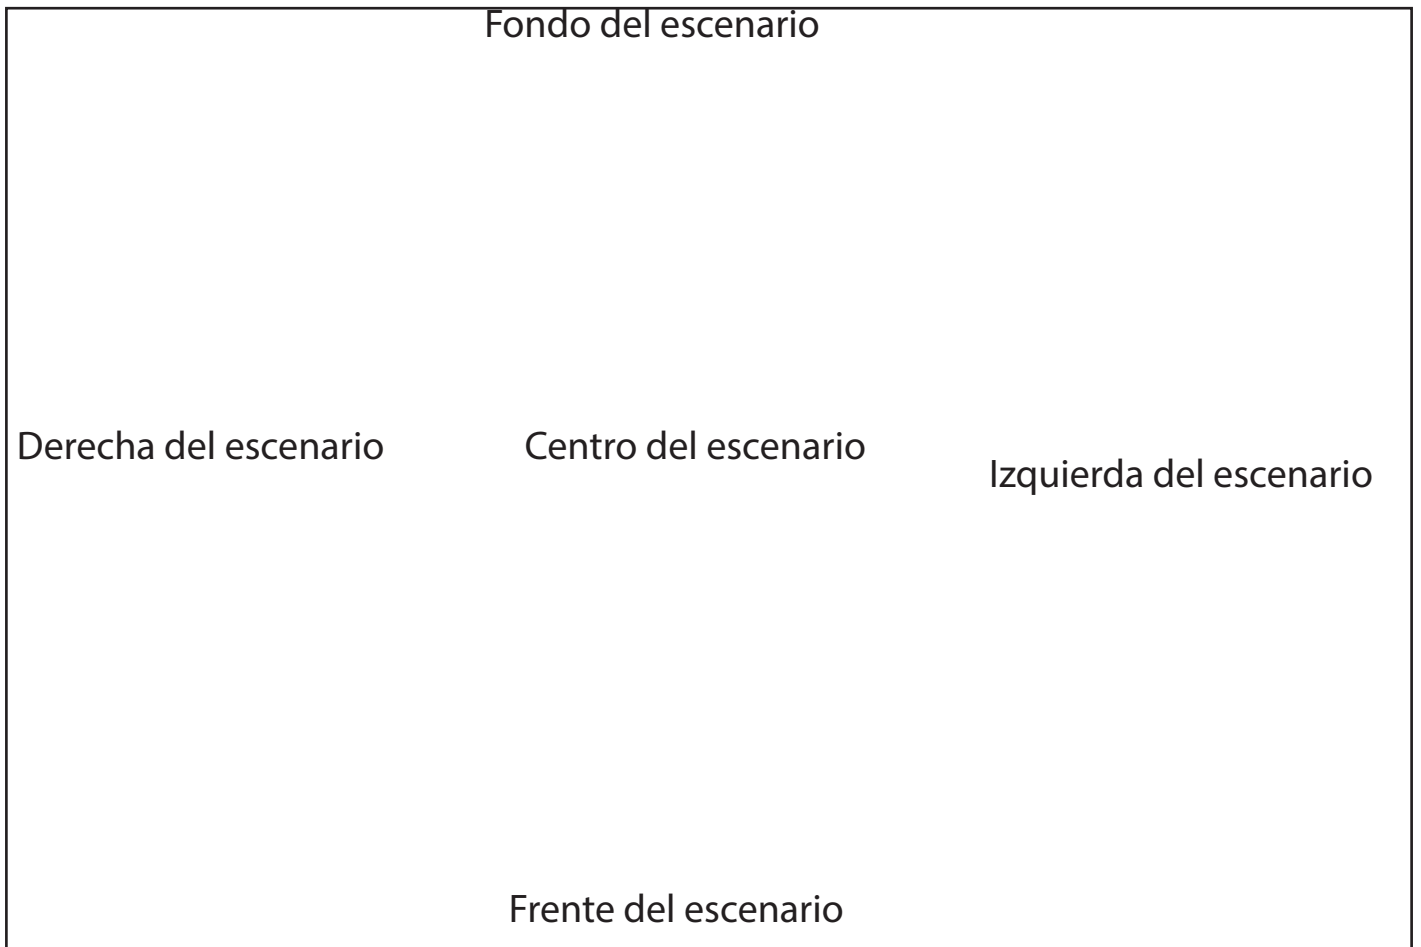 Fondo del escenario
Derecha del escenario
Centro del escenario
Izquierda del escenario
Frente del escenario